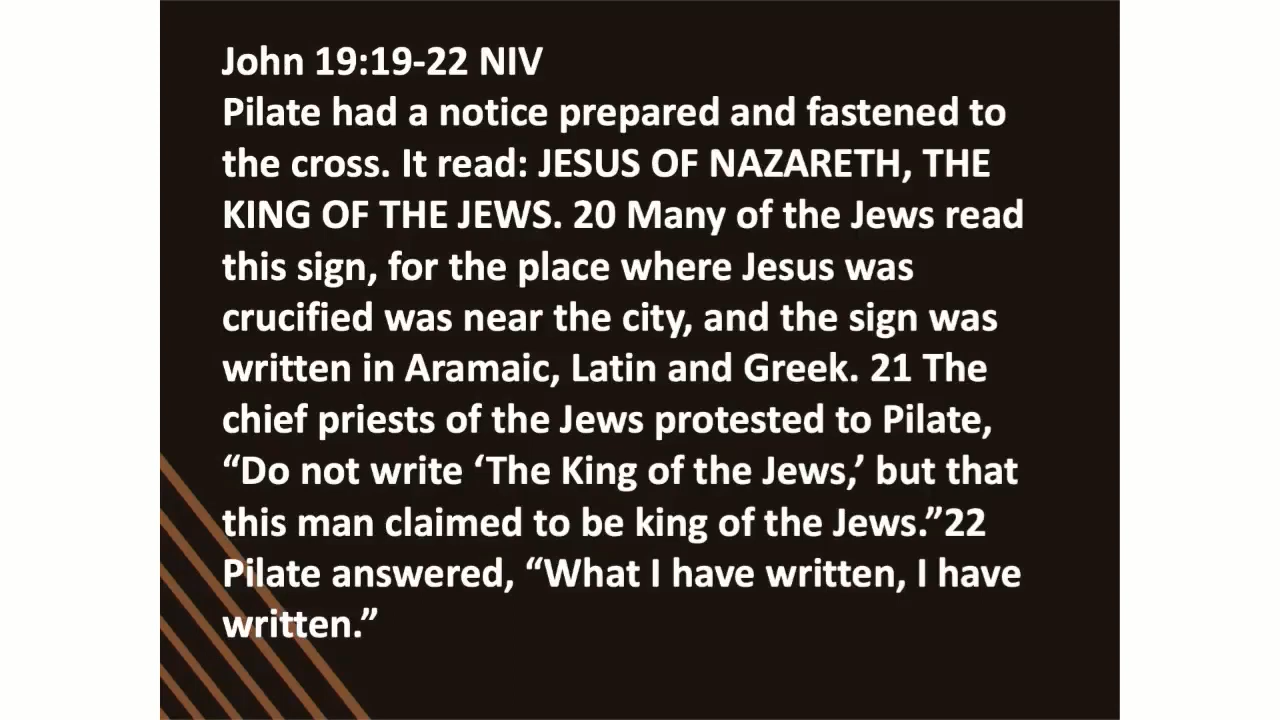 John 19:19-22 NIV
Pilate had a notice prepared and fastened to
the cross. It read: JESUS OF NAZARETH, THE
KING OF THE JEWS. 20 Many of the Jews read
this sign, for the place where Jesus was
crucified was near the city, and the sign was
written in Aramaic, Latin and Greek. 21 The
chief priests of the Jews protested to Pilate,
“Do not write ‘The King of the Jews,’ but that
this man claimed to be king of the Jews.”22
Pilate answered, “What I have written, I have
written.”